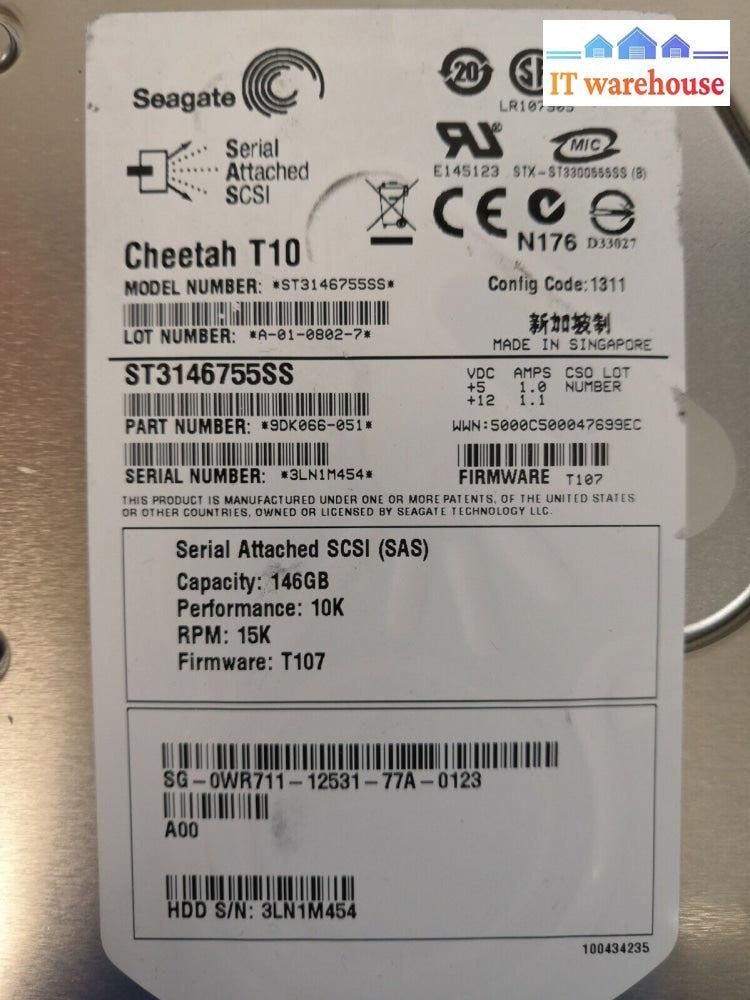 IT warehouse
Seagate
20
LR107903
Serial
Attached
SCSI
MIC
E145123 STX-ST3300555SS (B)
CE N176 D33027
Cheetah T10
MODEL NUMBER: *ST3146755SS*
Config Code:1311
LOT NUMBER: *A-01-0802-7*
新加坡制
MADE IN SINGAPORE
ST3146755SS
VDC AMPS CSO LOT
+5 1.0 NUMBER
+12 1.1
PART NUMBER: *9DK066-051*
WWN:5000C500047699EC
SERIAL NUMBER: *3LN1M454*
FIRMWARE T107
THIS PRODUCT IS MANUFACTURED UNDER ONE OR MORE PATENTS, OF THE UNITED STATES
OR OTHER COUNTRIES, OWNED OR LICENSED BY SEAGATE TECHNOLOGY LLC.
Serial Attached SCSI (SAS)
Capacity: 146GB
Performance: 10K
RPM: 15K
Firmware: T107
SG-0WR711-12531-77A-0123
A00
HDD S/N: 3LN1M454
100434235